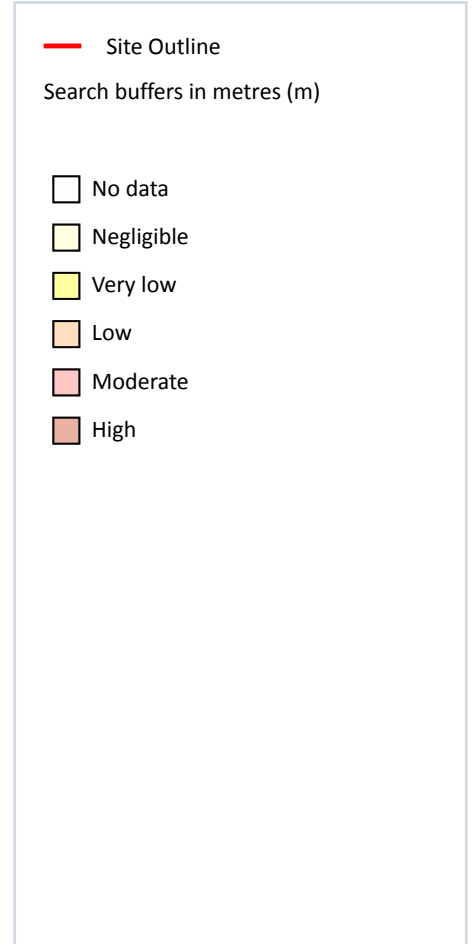 Site Outline
Search buffers in metres (m)
No data
Negligible
Very low
Low
Moderate
High